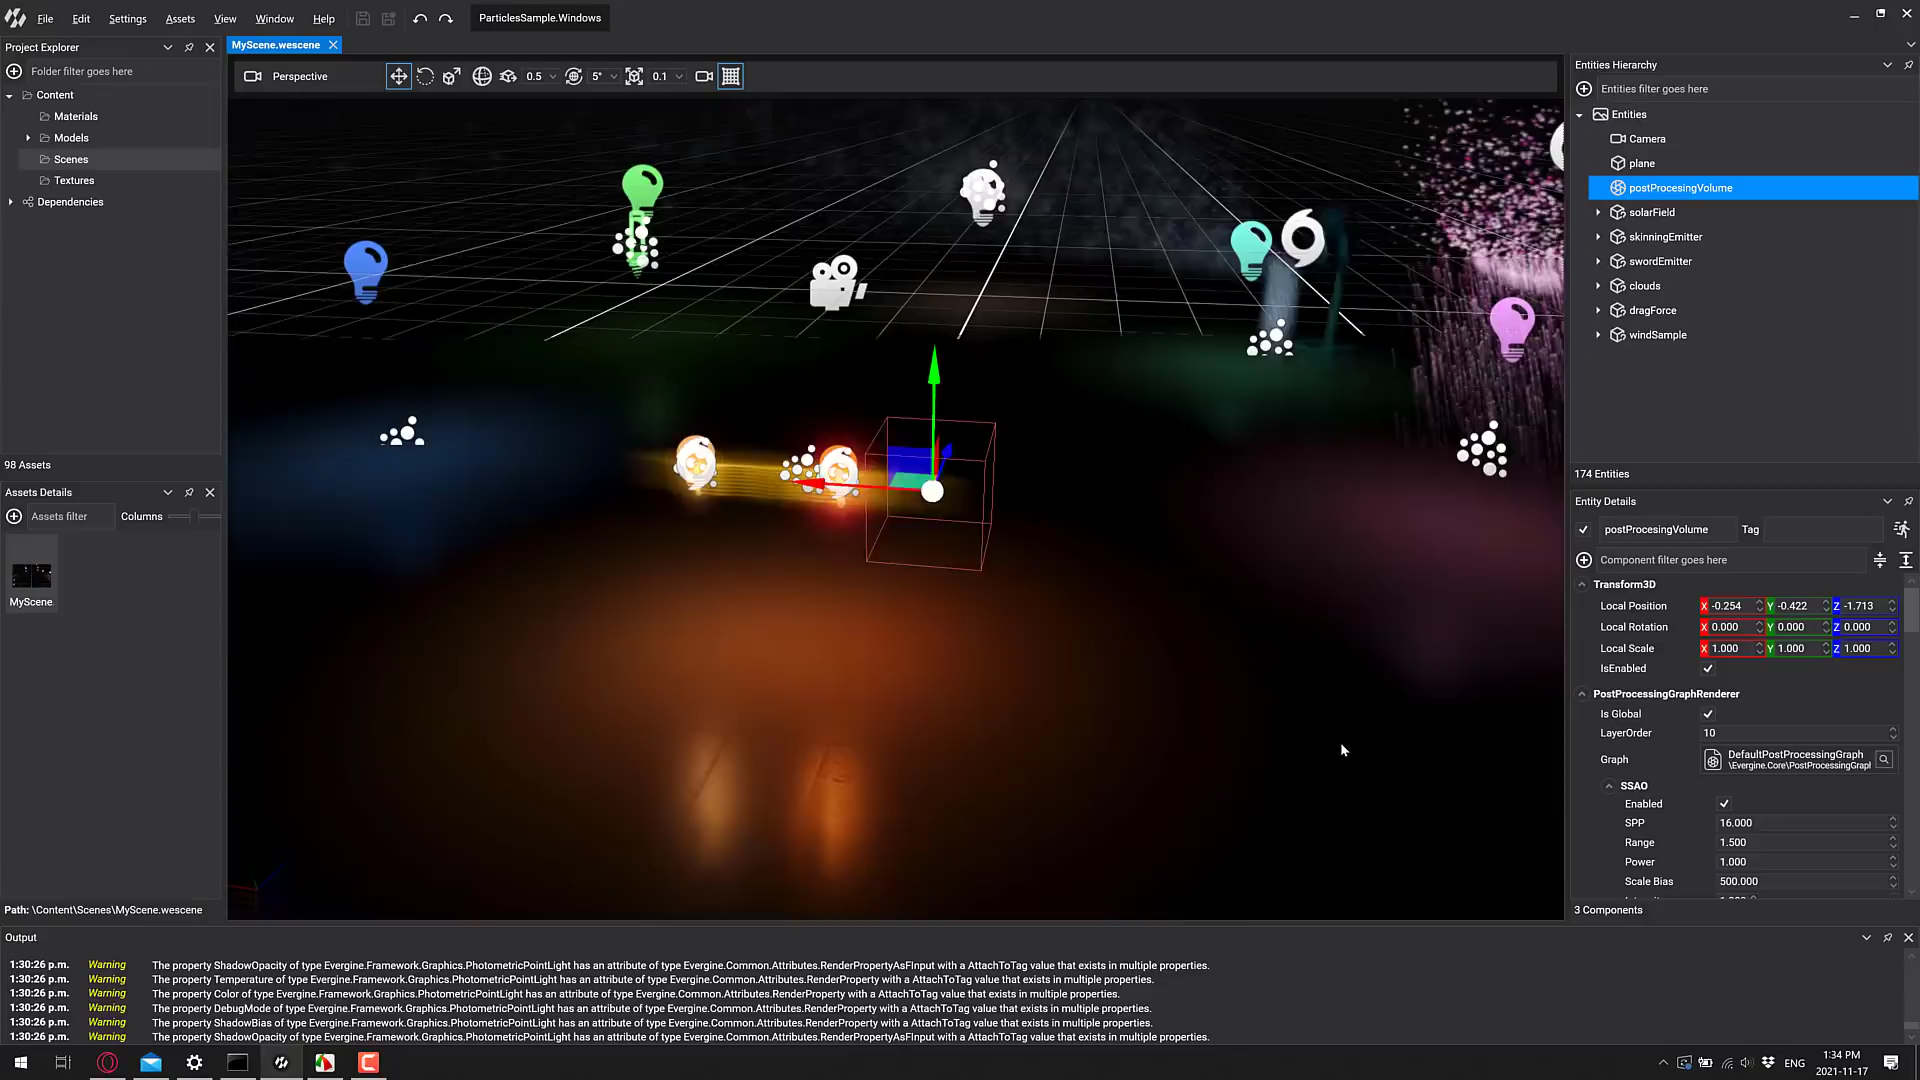 File Edit Settings Assets View Window Help ParticlesSample.Windows
Project Explorer
Folder filter goes here
Content
Materials
Models
Scenes
Textures
Dependencies
98 Assets
Assets Details
Assets filter Columns
MyScene.
Path: \Content\Scenes\MyScene.wescene
MyScene.wescene
Perspective 0.5 5° 0.1
Entities Hierarchy
Entities filter goes here
Entities
Camera
plane
postProcesingVolume
solarField
skinningEmitter
swordEmitter
clouds
dragForce
windSample
174 Entities
Entity Details
postProcesingVolume Tag
Component filter goes here
Transform3D
Local Position X -0.254 Y -0.422 Z -1.713
Local Rotation X 0.000 Y 0.000 Z 0.000
Local Scale X 1.000 Y 1.000 Z 1.000
IsEnabled
PostProcessingGraphRenderer
Is Global
LayerOrder 10
Graph DefaultPostProcessingGraph
\Evergine.Core\PostProcessingGrapl
SSAO
Enabled
SPP 16.000
Range 1.500
Power 1.000
Scale Bias 500.000
3 Components
Output
1:30:26 p.m. Warning The property ShadowOpacity of type Evergine.Framework.Graphics.PhotometricPointLight has an attribute of type Evergine.Common.Attributes.RenderPropertyAsFInput with a AttachToTag value that exists in multiple properties.
1:30:26 p.m. Warning The property Temperature of type Evergine.Framework.Graphics.PhotometricPointLight has an attribute of type Evergine.Common.Attributes.RenderProperty with a AttachToTag value that exists in multiple properties.
1:30:26 p.m. Warning The property Color of type Evergine.Framework.Graphics.PhotometricPointLight has an attribute of type Evergine.Common.Attributes.RenderProperty with a AttachToTag value that exists in multiple properties.
1:30:26 p.m. Warning The property DebugMode of type Evergine.Framework.Graphics.PhotometricPointLight has an attribute of type Evergine.Common.Attributes.RenderProperty with a AttachToTag value that exists in multiple properties.
1:30:26 p.m. Warning The property ShadowBias of type Evergine.Framework.Graphics.PhotometricPointLight has an attribute of type Evergine.Common.Attributes.RenderProperty with a AttachToTag value that exists in multiple properties.
1:30:26 p.m. Warning The property ShadowOpacity of type Evergine.Framework.Graphics.PhotometricPointLight has an attribute of type Evergine.Common.Attributes.RenderPropertyAsFInput with a AttachToTag value that exists in multiple properties.
ENG 1:34 PM
2021-11-17